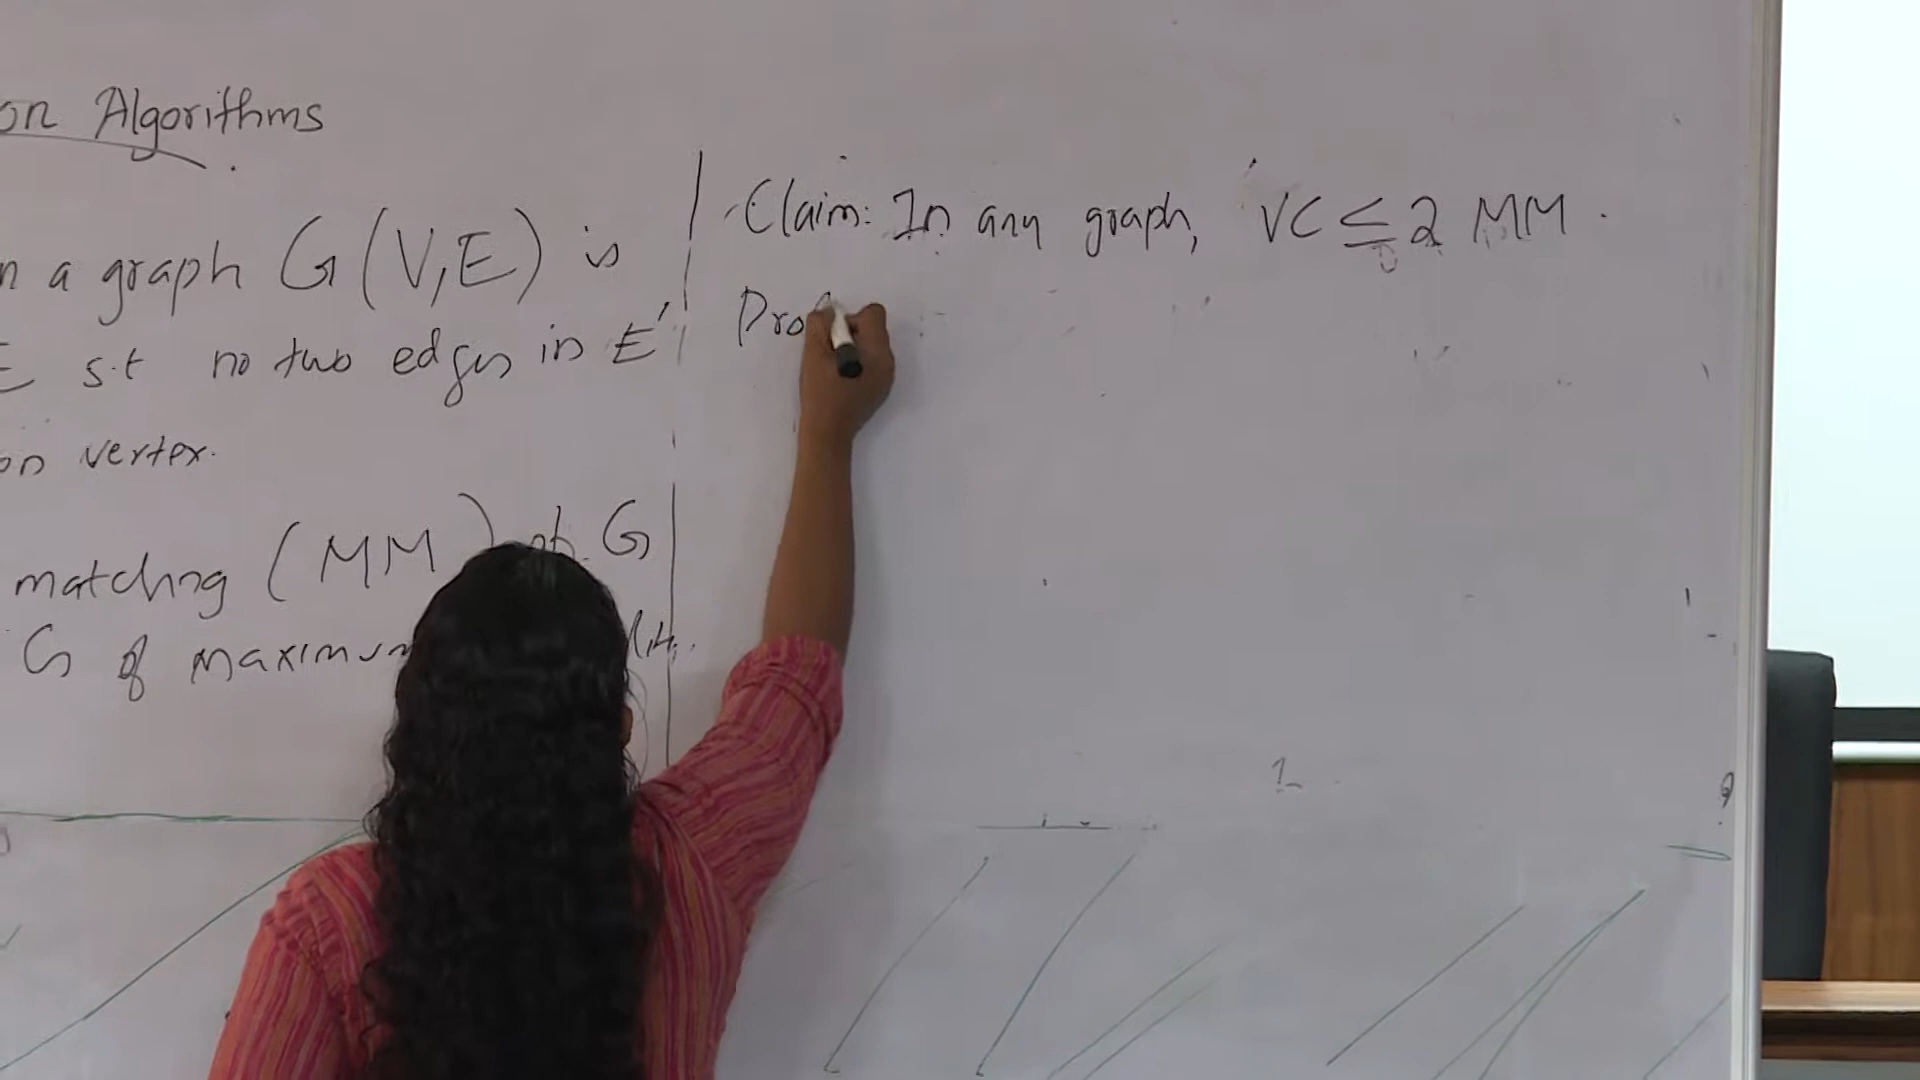 on Algorithms
n a graph G(V,E) is
E s.t no two edges in E'
on vertex.
matching (MM) of G
G of maximum
Claim: In any graph, VC ≤ 2 MM.
Proo